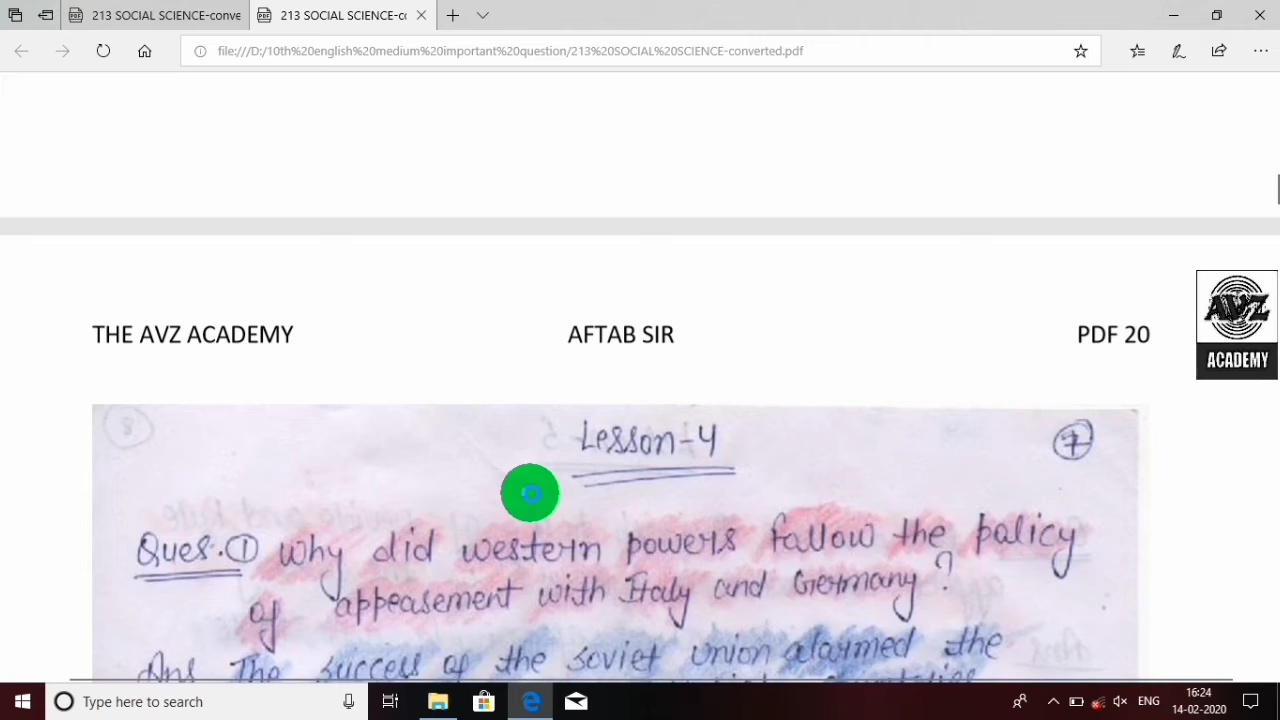 213 SOCIAL SCIENCE-conve
213 SOCIAL SCIENCE-co
file:///D:/10th%20english%20medium%20important%20question/213%20SOCIAL%20SCIENCE-converted.pdf
THE AVZ ACADEMY AFTAB SIR PDF 20
AVZ
ACADEMY
Lesson-4
8
7
Ques.① Why did western powers fallow the policy
of appeasement with Italy and Germany?
Ans The success of the soviet union alarmed the
Type here to search
ENG
16:24
14-02-2020